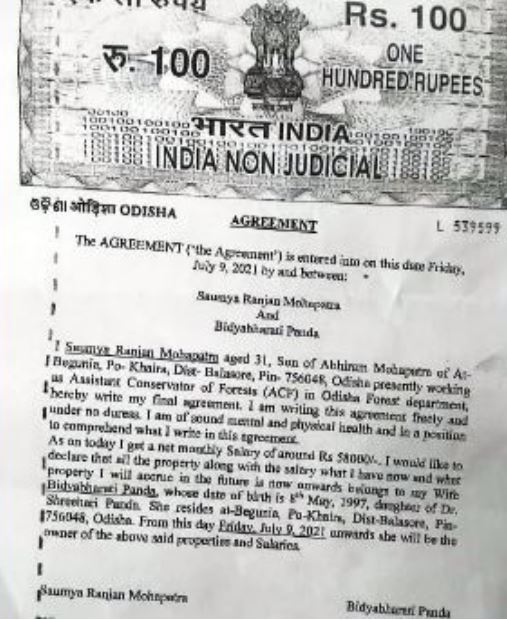 रु. 100
Rs. 100
ONE
HUNDRED RUPEES
भारत INDIA
INDIA NON JUDICIAL
ओड़िशा ODISHA
L 539599
AGREEMENT
The AGREEMENT ('the Agreement') is entered into on this date Friday,
July 9, 2021 by and between:
Saumya Ranjan Mohapatra
And
Bidyabharati Panda
I Saumya Ranjan Mohapatra aged 31, Son of Abhiram Mohapatra of At-
Begunia, Po- Khaira, Dist- Balasore, Pin- 756048, Odisha presently working
as Assistant Conservator of Forests (ACF) in Odisha Forest department,
hereby write my final agreement. I am writing this agreement freely and
under no duress. I am of sound mental and physical health and in a position
to comprehend what I write in this agreement.
As on today I get a net monthly Salary of around Rs 58000/-. I would like to
declare that all the property along with the salary what I have now and what
property I will accrue in the future is now onwards belongs to my Wife
Bidyabharati Panda, whose date of birth is 8th May, 1997, daughter of Dr.
Shreehari Panda. She resides at-Begunia, Po-Khaira, Dist-Balasore, Pin-
756048, Odisha. From this day Friday, July 9, 2021 onwards she will be the
owner of the above said properties and Salaries.
Saumya Ranjan Mohapatra
Bidyabharati Panda